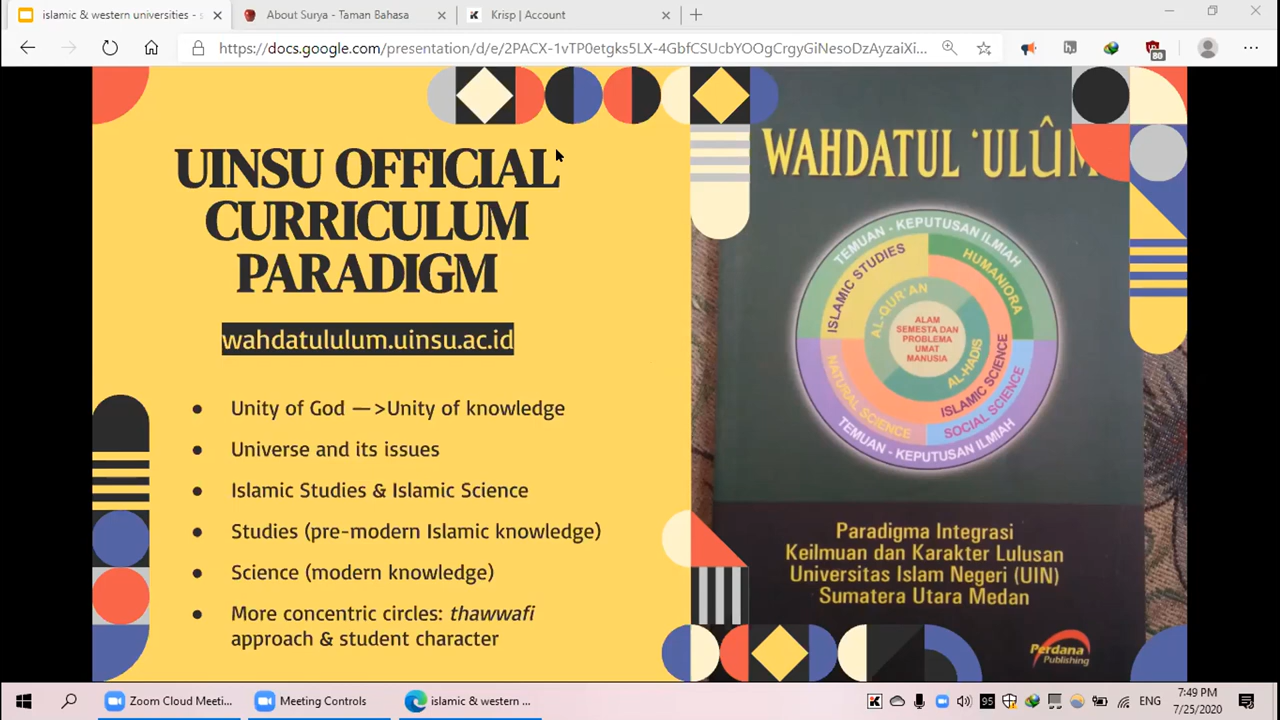 islamic & western universities - s
About Surya - Taman Bahasa
Krisp | Account
https://docs.google.com/presentation/d/e/2PACX-1vTP0etgks5LX-4GbfCSUcbYOOgCrgyGiNesoDzAyzaiXi...
80
UINSU OFFICIAL
CURRICULUM
PARADIGM
wahdatululum.uinsu.ac.id
● Unity of God —>Unity of knowledge
● Universe and its issues
● Islamic Studies & Islamic Science
● Studies (pre-modern Islamic knowledge)
● Science (modern knowledge)
● More concentric circles: thawwafi
approach & student character
WAHDATUL ‘ULÛM
TEMUAN - KEPUTUSAN ILMIAH
ISLAMIC STUDIES
HUMANIORA
AL-QUR'AN
ALAM
SEMESTA DAN
PROBLEMA
UMAT
MANUSIA
AL-HADIS
ISLAMIC SCIENCE
NATURAL SCIENCE
SOCIAL SCIENCE
TEMUAN - KEPUTUSAN ILMIAH
Paradigma Integrasi
Keilmuan dan Karakter Lulusan
Universitas Islam Negeri (UIN)
Sumatera Utara Medan
Perdana
Publishing
Zoom Cloud Meeti...
Meeting Controls
islamic & western ...
95
ENG
7:49 PM
7/25/2020